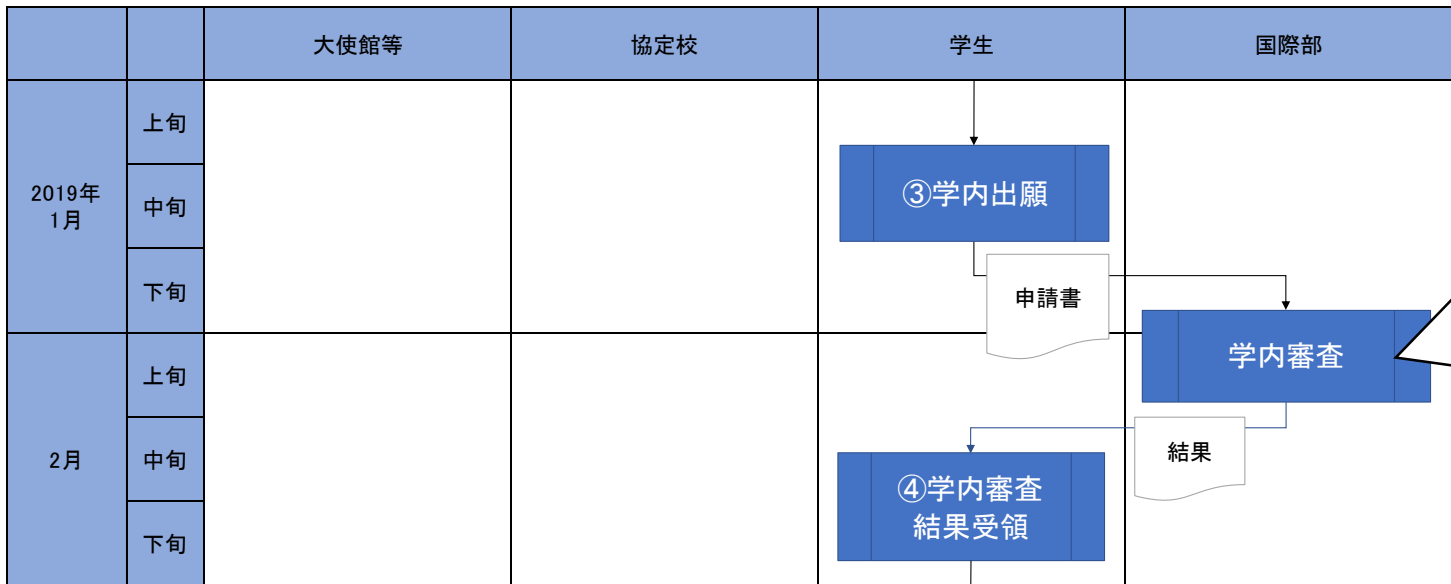 大使館等
協定校
学生
国際部
2019年
1月
上旬
中旬
下旬
③学内出願
申請書
学内審査
2月
上旬
中旬
下旬
結果
④学内審査
結果受領